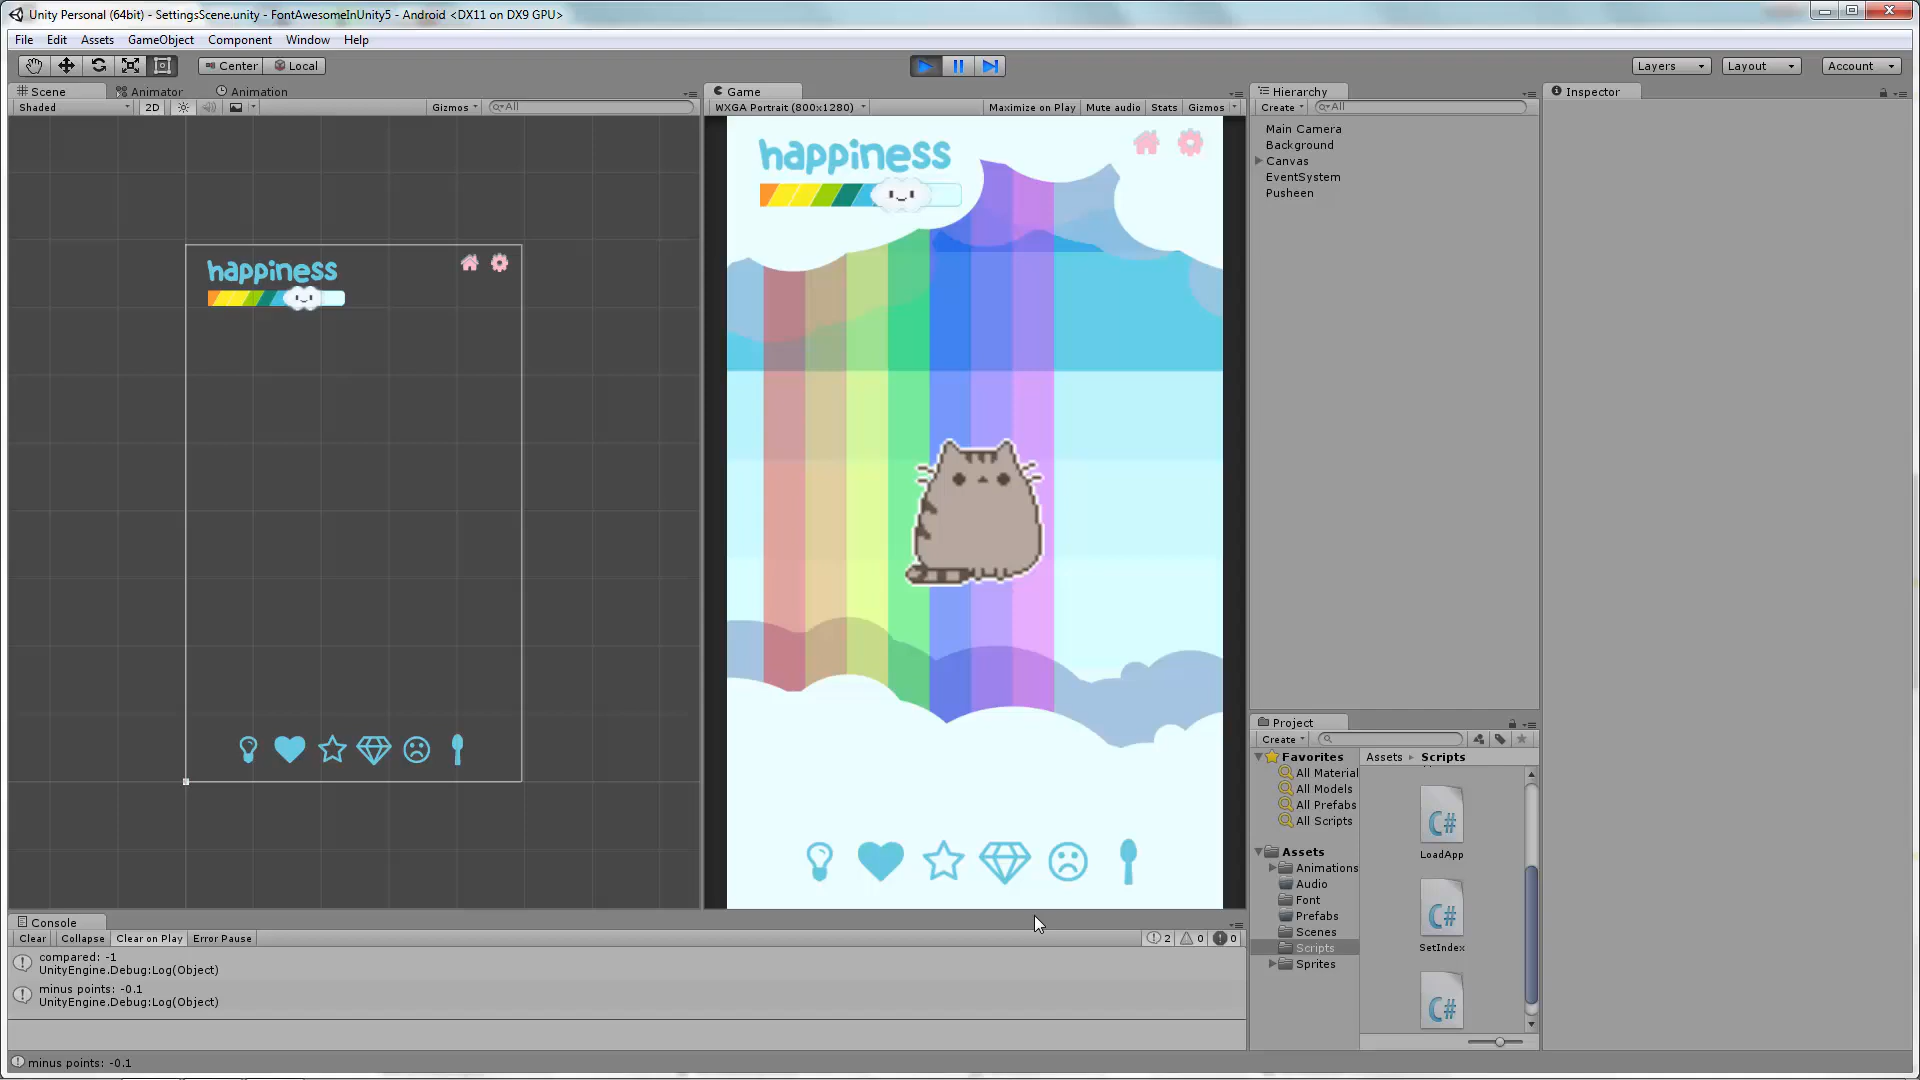 Unity Personal (64bit) - SettingsScene.unity - FontAwesomeInUnity5 - Android <DX11 on DX9 GPU>
File Edit Assets GameObject Component Window Help
Center Local Layers Layout Account
Scene Animator Animation
Shaded 2D Gizmos All
happiness
Game
WXGA Portrait (800x1280) Maximize on Play Mute audio Stats Gizmos
happiness
Hierarchy
Create All
Main Camera
Background
Canvas
EventSystem
Pusheen
Inspector
Project
Create
Favorites
All Material
All Models
All Prefabs
All Scripts
Assets
Animations
Audio
Font
Prefabs
Scenes
Scripts
Sprites
Assets Scripts
C#
LoadApp
C#
SetIndex
C#
Console
Clear Collapse Clear on Play Error Pause 2 0 0
compared: -1
UnityEngine.Debug:Log(Object)
minus points: -0.1
UnityEngine.Debug:Log(Object)
minus points: -0.1